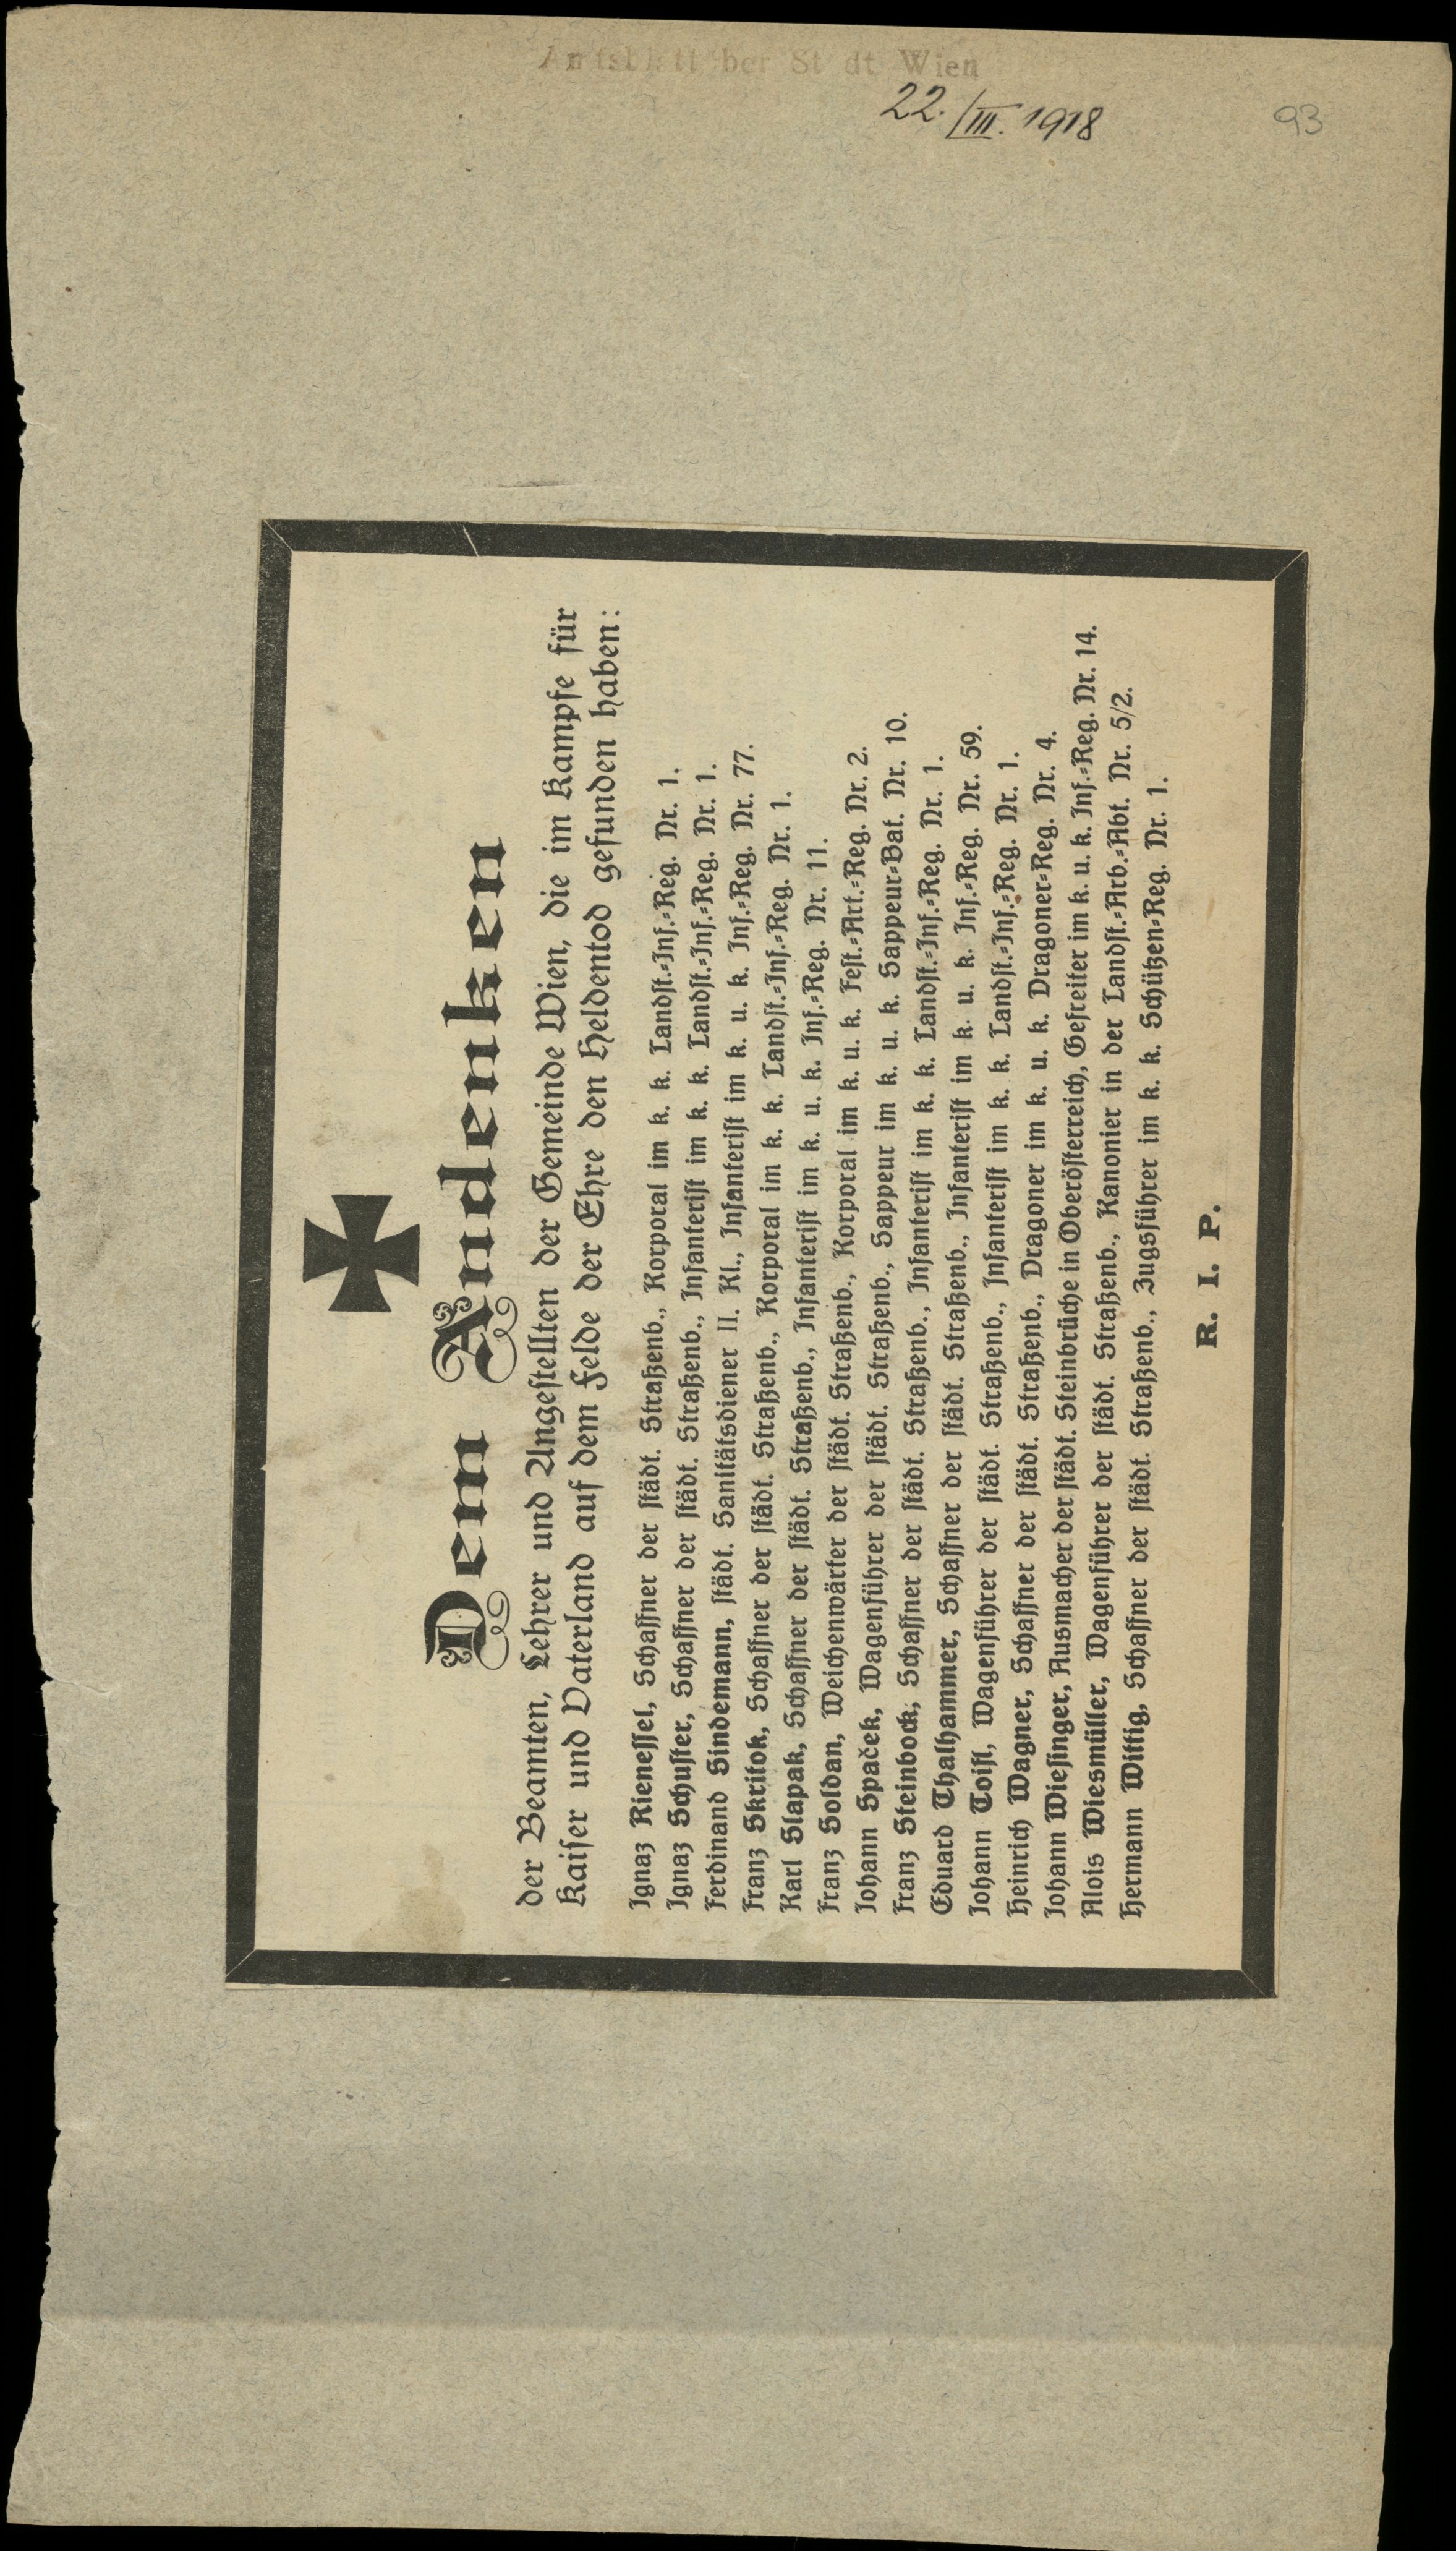 Amtsblatt der Stadt Wien
22./III. 1918
93
Dem Andenken
der Beamten, Lehrer und Angestellten der Gemeinde Wien, die im Kampfe für
Kaiser und Vaterland auf dem Felde der Ehre den Heldentod gefunden haben:
Ignaz Rienessel, Schaffner der städt. Straßenb., Korporal im k. k. Landst.-Inf.-Reg. Nr. 1.
Ignaz Schuster, Schaffner der städt. Straßenb., Infanterist im k. k. Landst.-Inf.-Reg. Nr. 1.
Ferdinand Sindemann, städt. Sanitätsdiener II. Kl., Infanterist im k. u. k. Inf.-Reg. Nr. 77.
Franz Skritok, Schaffner der städt. Straßenb., Korporal im k. k. Landst.-Inf.-Reg. Nr. 1.
Karl Slapak, Schaffner der städt. Straßenb., Infanterist im k. u. k. Inf.-Reg. Nr. 11.
Franz Soldan, Weichenwärter der städt. Straßenb., Korporal im k. u. k. Fest.-Art.-Reg. Nr. 2.
Johann Spaček, Wagenführer der städt. Straßenb., Sappeur im k. u. k. Sappeur-Bat. Nr. 10.
Franz Steinbock, Schaffner der städt. Straßenb., Infanterist im k. k. Landst.-Inf.-Reg. Nr. 1.
Eduard Thalhammer, Schaffner der städt. Straßenb., Infanterist im k. u. k. Inf.-Reg. Nr. 59.
Johann Toisl, Wagenführer der städt. Straßenb., Infanterist im k. k. Landst.-Inf.-Reg. Nr. 1.
Heinrich Wagner, Schaffner der städt. Straßenb., Dragoner im k. u. k. Dragoner-Reg. Nr. 4.
Johann Wiesinger, Ausmacher der städt. Steinbrüche in Oberösterreich, Gefreiter im k. u. k. Inf.-Reg. Nr. 14.
Alois Wiesmüller, Wagenführer der städt. Straßenb., Kanonier in der Landst.-Arb.-Abt. Nr. 5/2.
Hermann Wittig, Schaffner der städt. Straßenb., Zugsführer im k. k. Schützen-Reg. Nr. 1.
R. I. P.